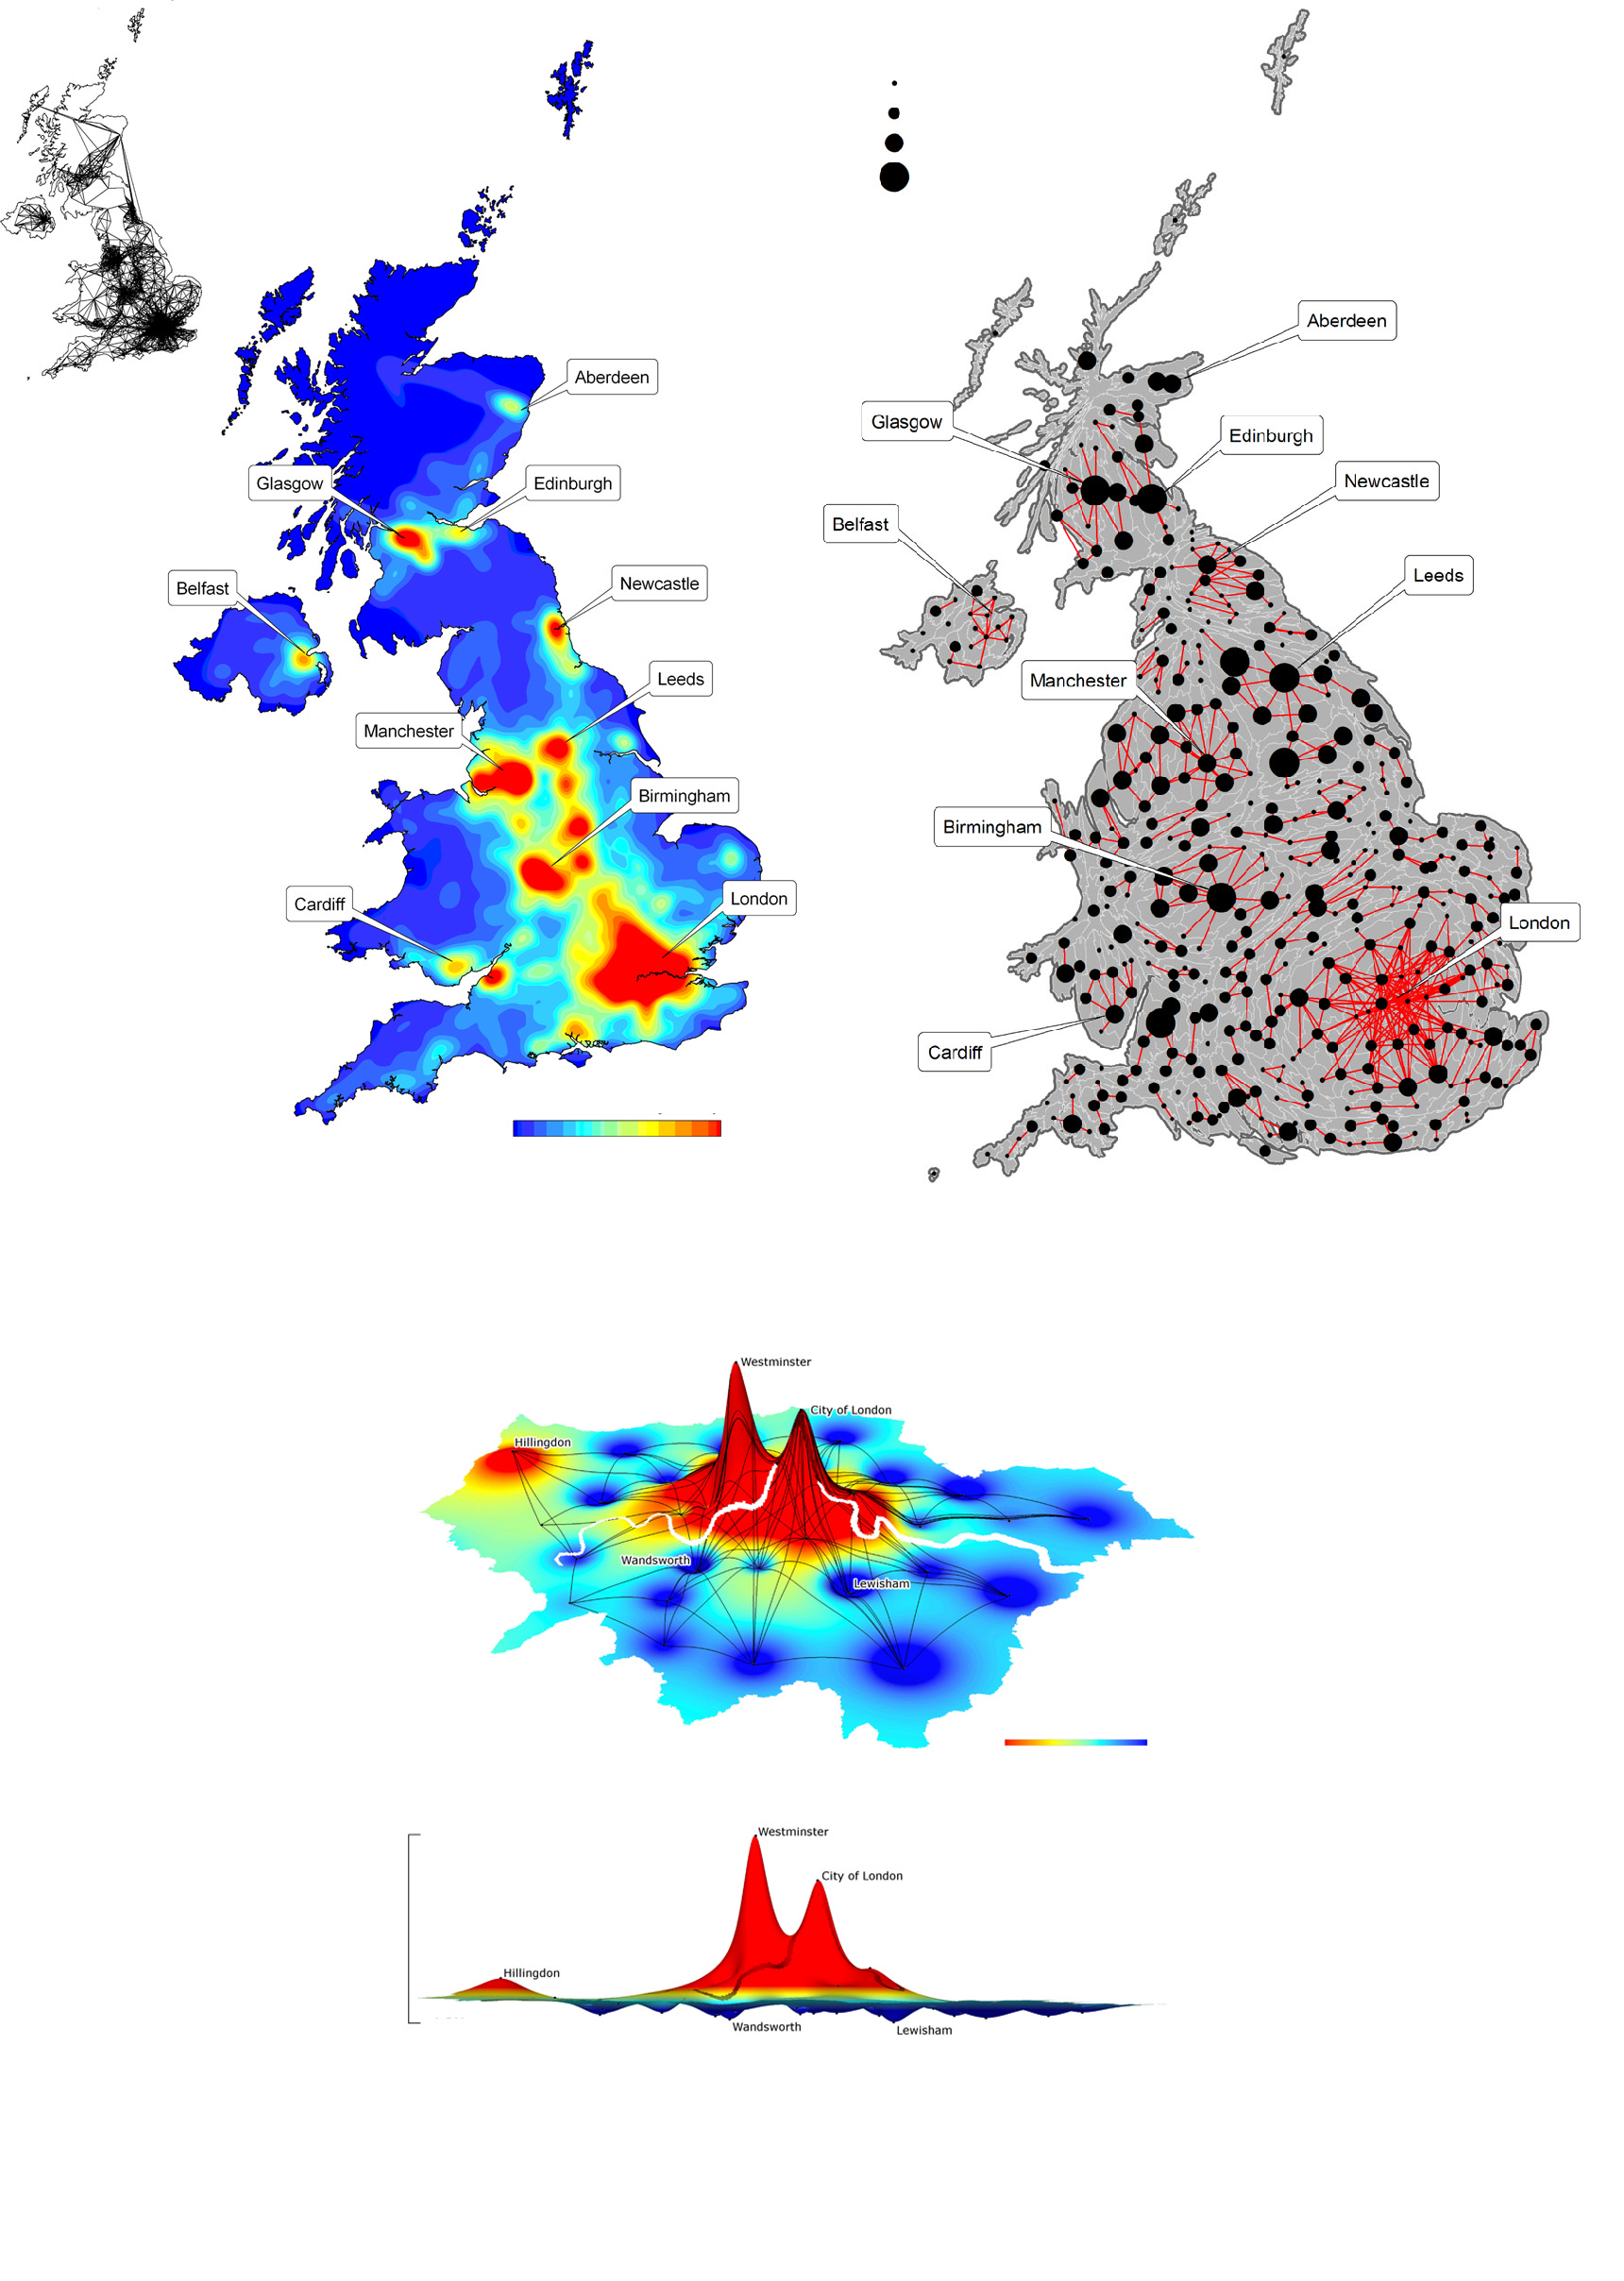 Aberdeen
Glasgow
Edinburgh
Belfast
Newcastle
Leeds
Manchester
Birmingham
Cardiff
London
Aberdeen
Glasgow
Edinburgh
Newcastle
Belfast
Leeds
Manchester
Birmingham
London
Cardiff
Westminster
City of London
Hillingdon
Wandsworth
Lewisham
Westminster
City of London
Hillingdon
Wandsworth
Lewisham